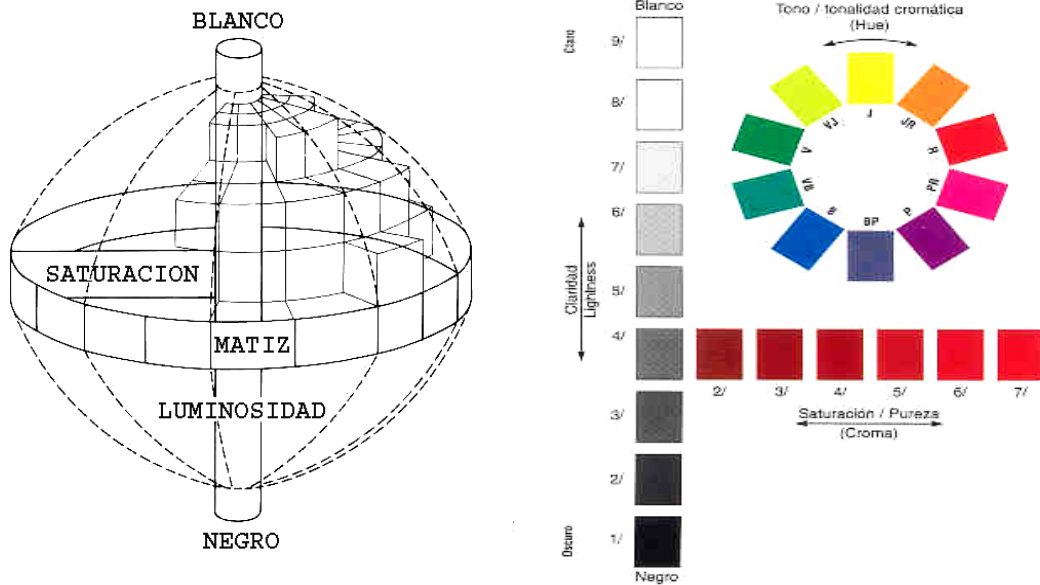 BLANCO
SATURACION
MATIZ
LUMINOSIDAD
NEGRO
Blanco
Claro
9/
8/
7/
6/
5/
4/
3/
2/
1/
Claridad
Lightness
Oscuro
Negro
Tono / tonalidad cromática
(Hue)
J
JR
R
PR
P
BP
B
VB
V
VJ
2/
3/
4/
5/
6/
7/
Saturación / Pureza
(Croma)